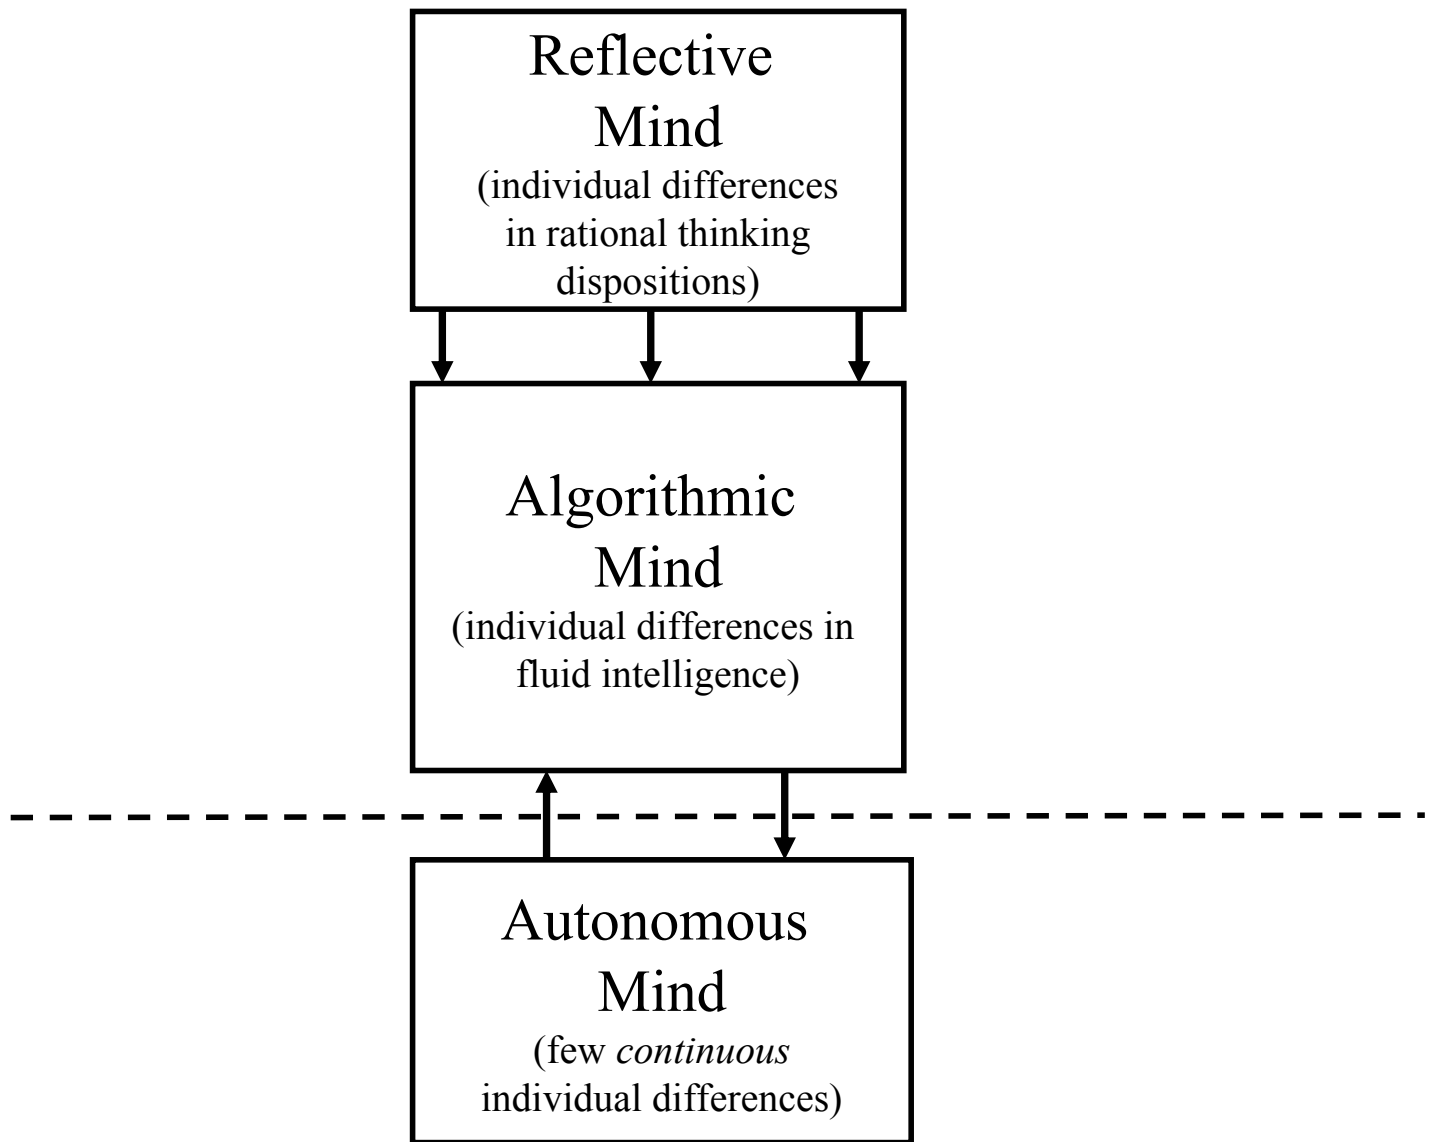 Reflective
Mind
(individual differences
in rational thinking
dispositions)
Algorithmic
Mind
(individual differences in
fluid intelligence)
Autonomous
Mind
(few continuous
individual differences)